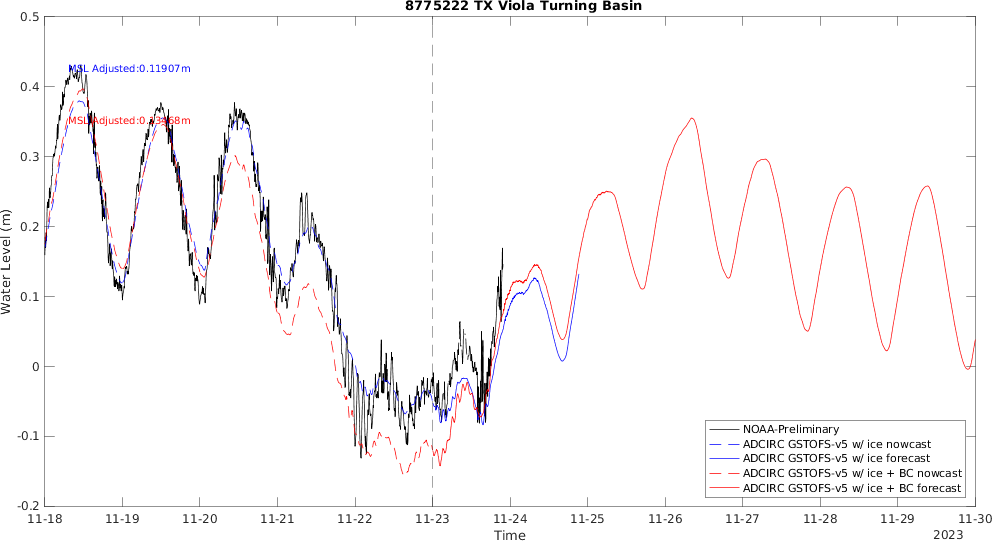 8775222 TX Viola Turning Basin
0.5
0.4
0.3
0.2
0.1
0
-0.1
-0.2
Water Level (m)
MSL Adjusted:0.11907m
MSL Adjusted:0.13468m
NOAA-Preliminary
ADCIRC GSTOFS-v5 w/ ice nowcast
ADCIRC GSTOFS-v5 w/ ice forecast
ADCIRC GSTOFS-v5 w/ ice + BC nowcast
ADCIRC GSTOFS-v5 w/ ice + BC forecast
11-18 11-19 11-20 11-21 11-22 11-23 11-24 11-25 11-26 11-27 11-28 11-29 11-30
Time
2023